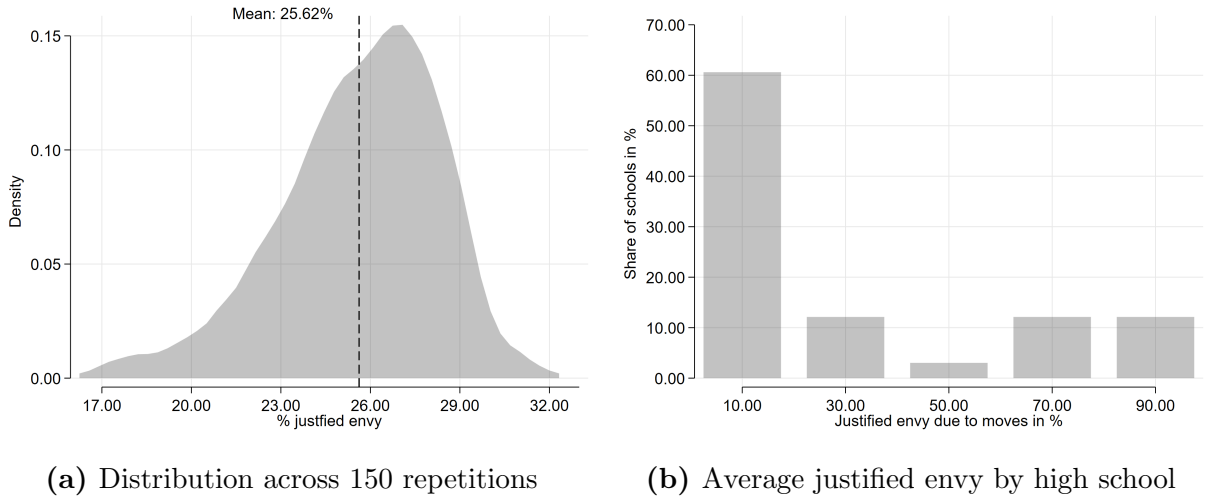 Mean: 25.62%
0.15
0.10
0.05
0.00
Density
17.00 20.00 23.00 26.00 29.00 32.00
% justfied envy
(a) Distribution across 150 repetitions
70.00
60.00
50.00
40.00
30.00
20.00
10.00
0.00
Share of schools in %
10.00 30.00 50.00 70.00 90.00
Justified envy due to moves in %
(b) Average justified envy by high school